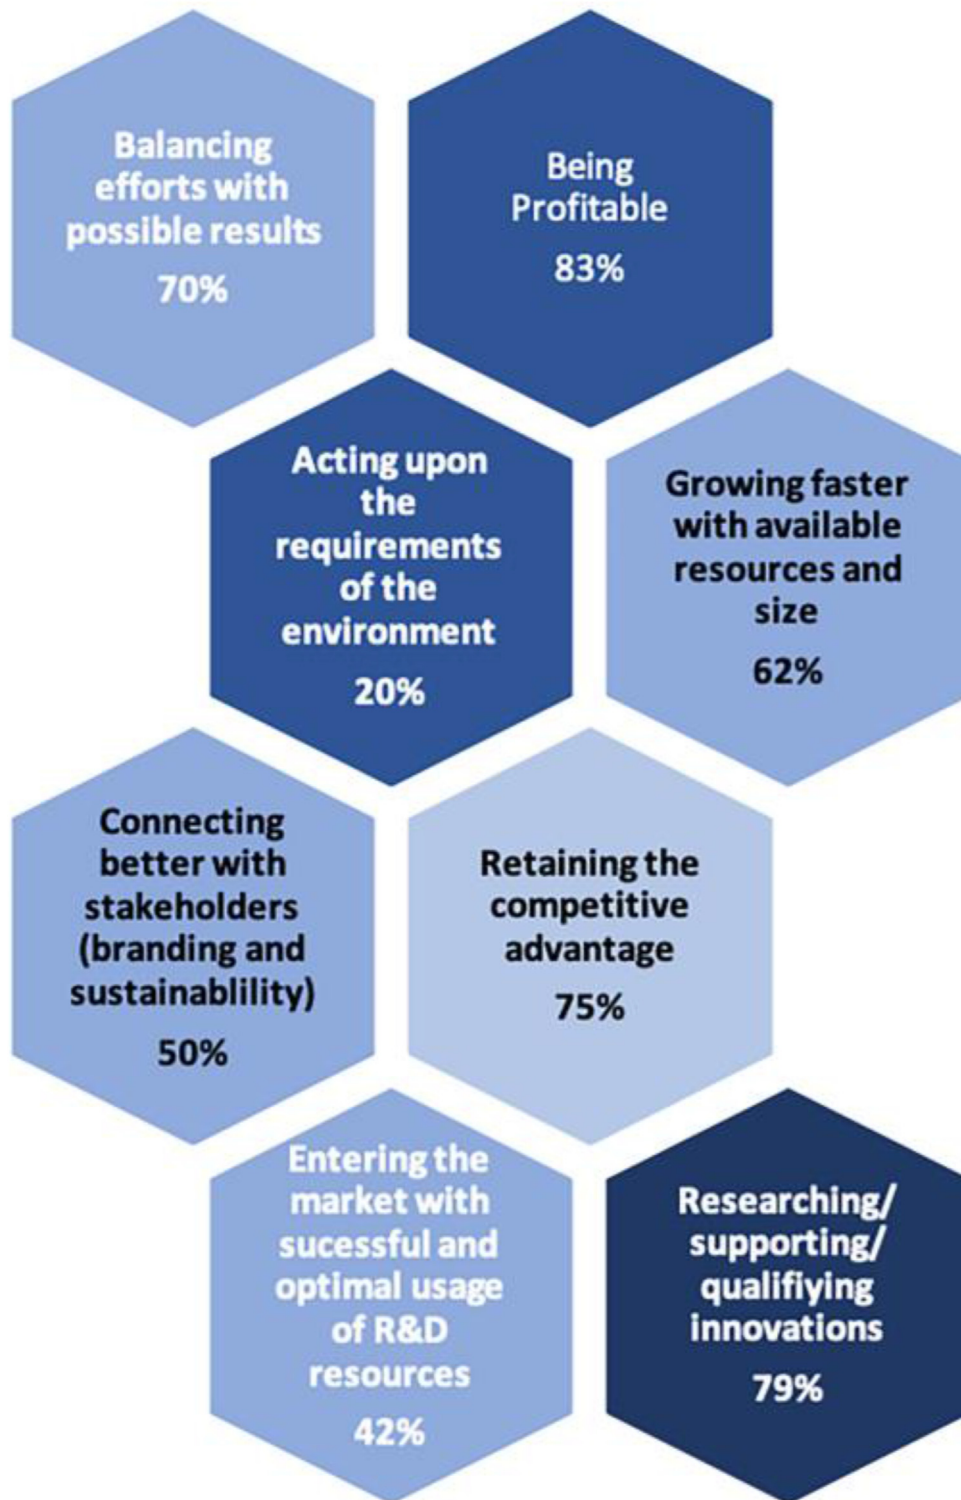 Balancing
efforts with
possible results
70%
Being
Profitable
83%
Acting upon
the
requirements
of the
environment
20%
Growing faster
with available
resources and
size
62%
Connecting
better with
stakeholders
(branding and
sustainablility)
50%
Retaining the
competitive
advantage
75%
Entering the
market with
sucessful and
optimal usage
of R&D
resources
42%
Researching/
supporting/
qualifiying
innovations
79%